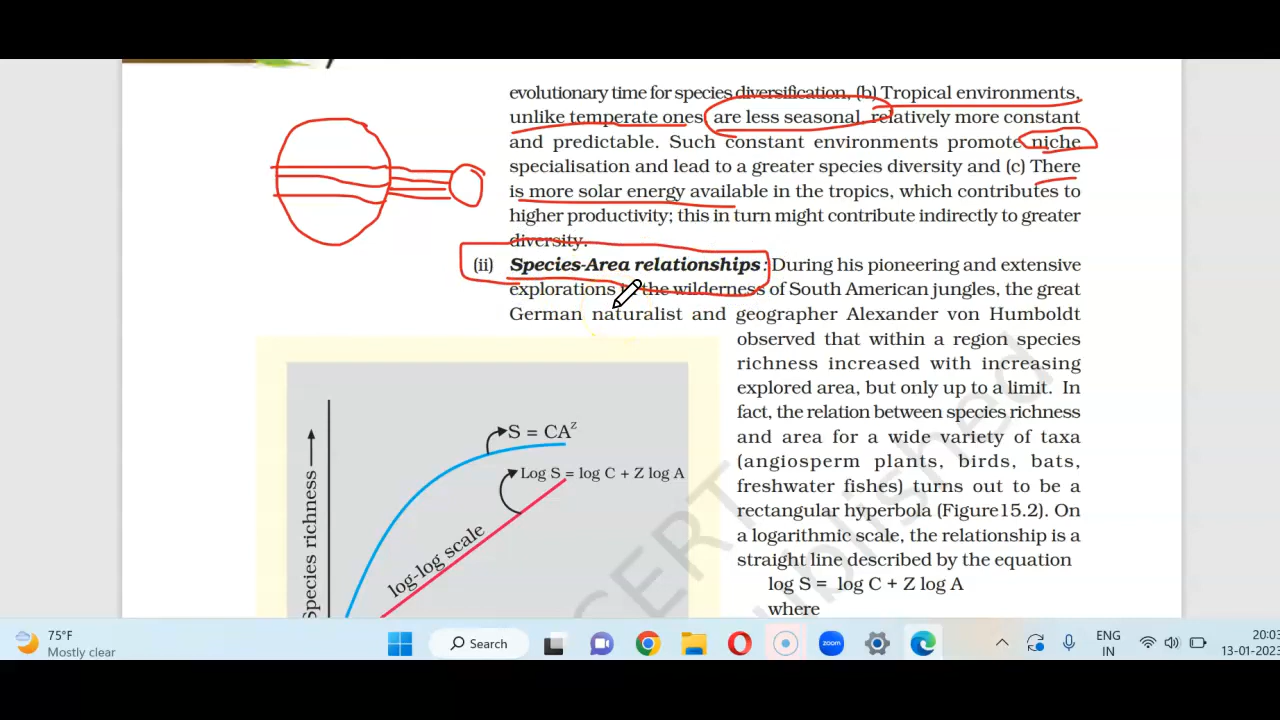 evolutionary time for species diversification, (b) Tropical environments,
unlike temperate ones, are less seasonal, relatively more constant
and predictable. Such constant environments promote niche
specialisation and lead to a greater species diversity and (c) There
is more solar energy available in the tropics, which contributes to
higher productivity; this in turn might contribute indirectly to greater
diversity.
(ii) Species-Area relationships: During his pioneering and extensive
explorations in the wilderness of South American jungles, the great
German naturalist and geographer Alexander von Humboldt
observed that within a region species
richness increased with increasing
explored area, but only up to a limit. In
fact, the relation between species richness
and area for a wide variety of taxa
(angiosperm plants, birds, bats,
freshwater fishes) turns out to be a
rectangular hyperbola (Figure15.2). On
a logarithmic scale, the relationship is a
straight line described by the equation
log S = log C + Z log A
where
S = CA^Z
Log S = log C + Z log A
log-log scale
Species richness
75°F
Mostly clear
Search
zoom
ENG
IN
20:03
13-01-2023